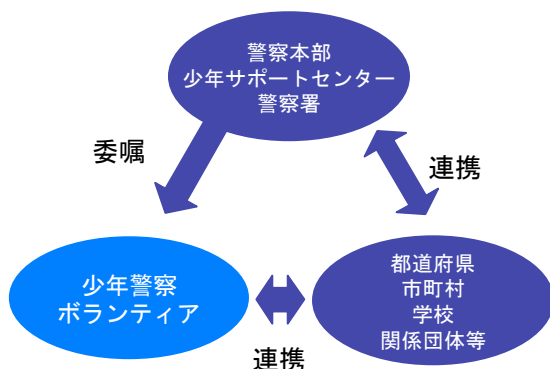 警察本部
少年サポートセンター
警察署
委嘱
連携
少年警察
ボランティア
都道府県
市町村
学校
関係団体等
連携